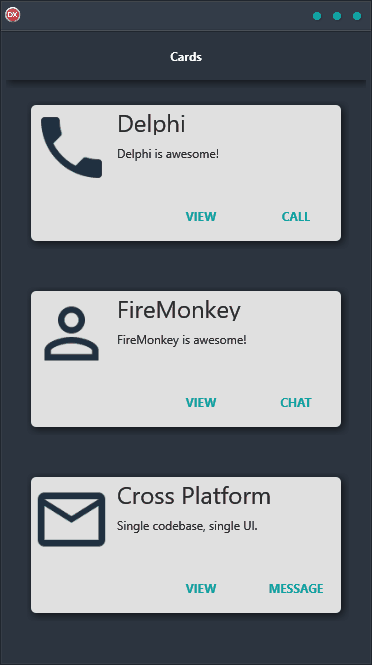 DX
Cards
Delphi
Delphi is awesome!
VIEW CALL
FireMonkey
FireMonkey is awesome!
VIEW CHAT
Cross Platform
Single codebase, single UI.
VIEW MESSAGE